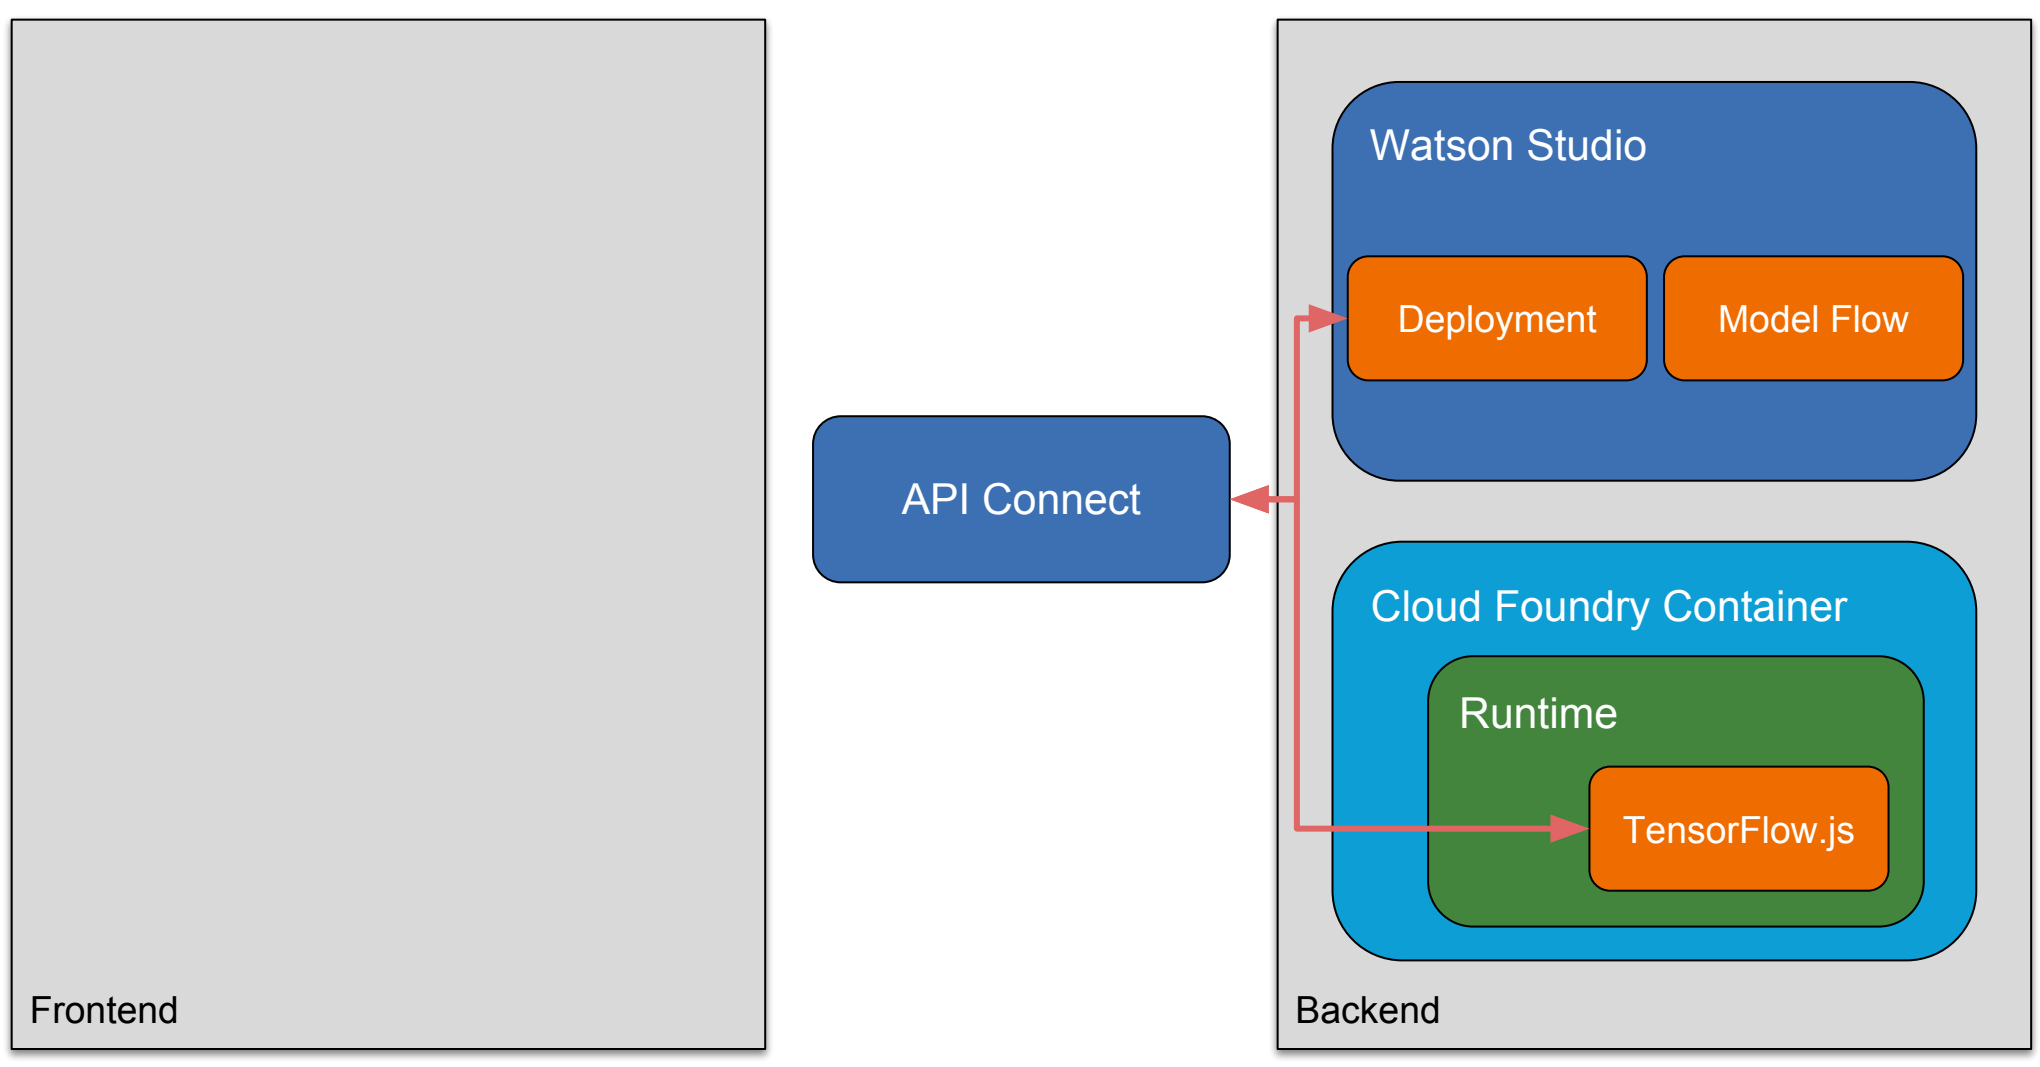 Frontend
API Connect
Watson Studio
Deployment
Model Flow
Cloud Foundry Container
Runtime
TensorFlow.js
Backend